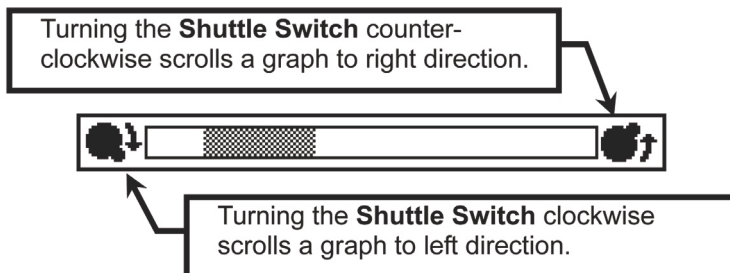 Turning the Shuttle Switch counter-
clockwise scrolls a graph to right direction.
Turning the Shuttle Switch clockwise
scrolls a graph to left direction.